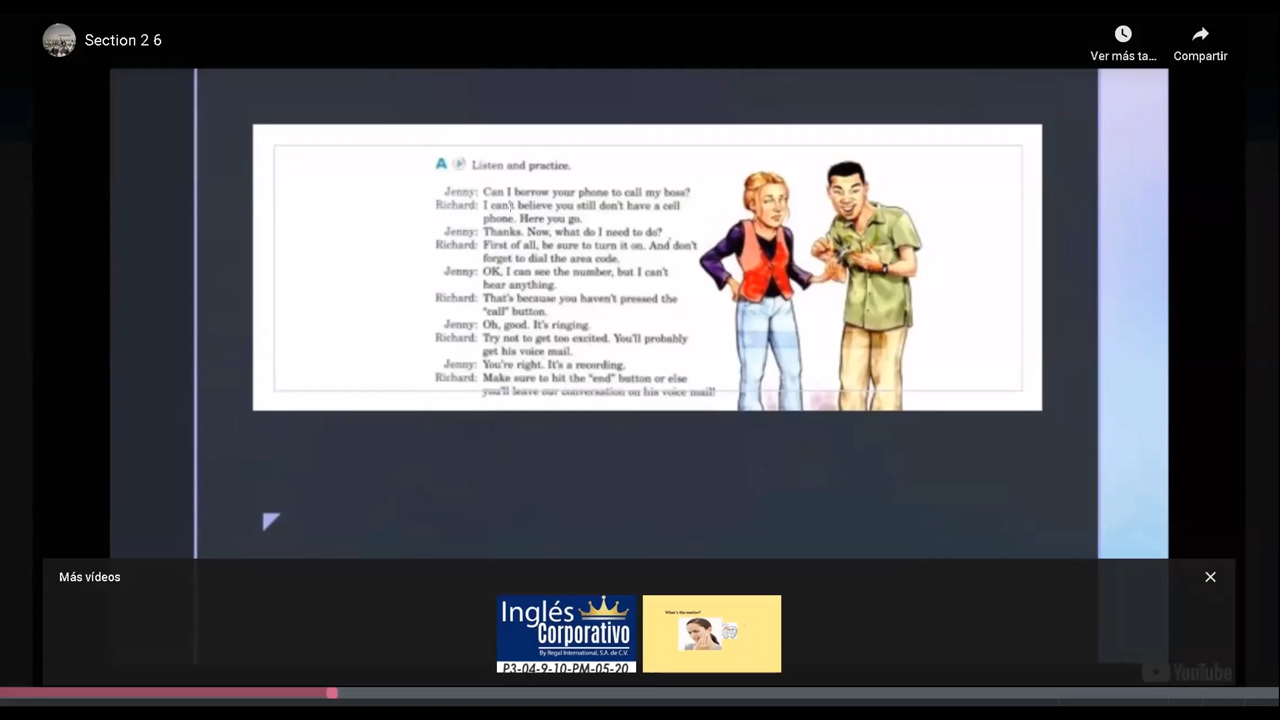 Section 2 6
Ver más ta...
Compartir
A Listen and practice.
Jenny: Can I borrow your phone to call my boss?
Richard: I can't believe you still don't have a cell
phone. Here you go.
Jenny: Thanks. Now, what do I need to do?
Richard: First of all, be sure to turn it on. And don't
forget to dial the area code.
Jenny: OK, I can see the number, but I can't
hear anything.
Richard: That's because you haven't pressed the
"call" button.
Jenny: Oh, good. It's ringing.
Richard: Try not to get too excited. You'll probably
get his voice mail.
Jenny: You're right. It's a recording.
Richard: Make sure to hit the "end" button or else
you'll leave our conversation on his voice mail!
Más vídeos
Inglés
Corporativo
By Regal International, S.A. de C.V.
P3-04-9-10-PM-05-20
What's the matter?
YouTube